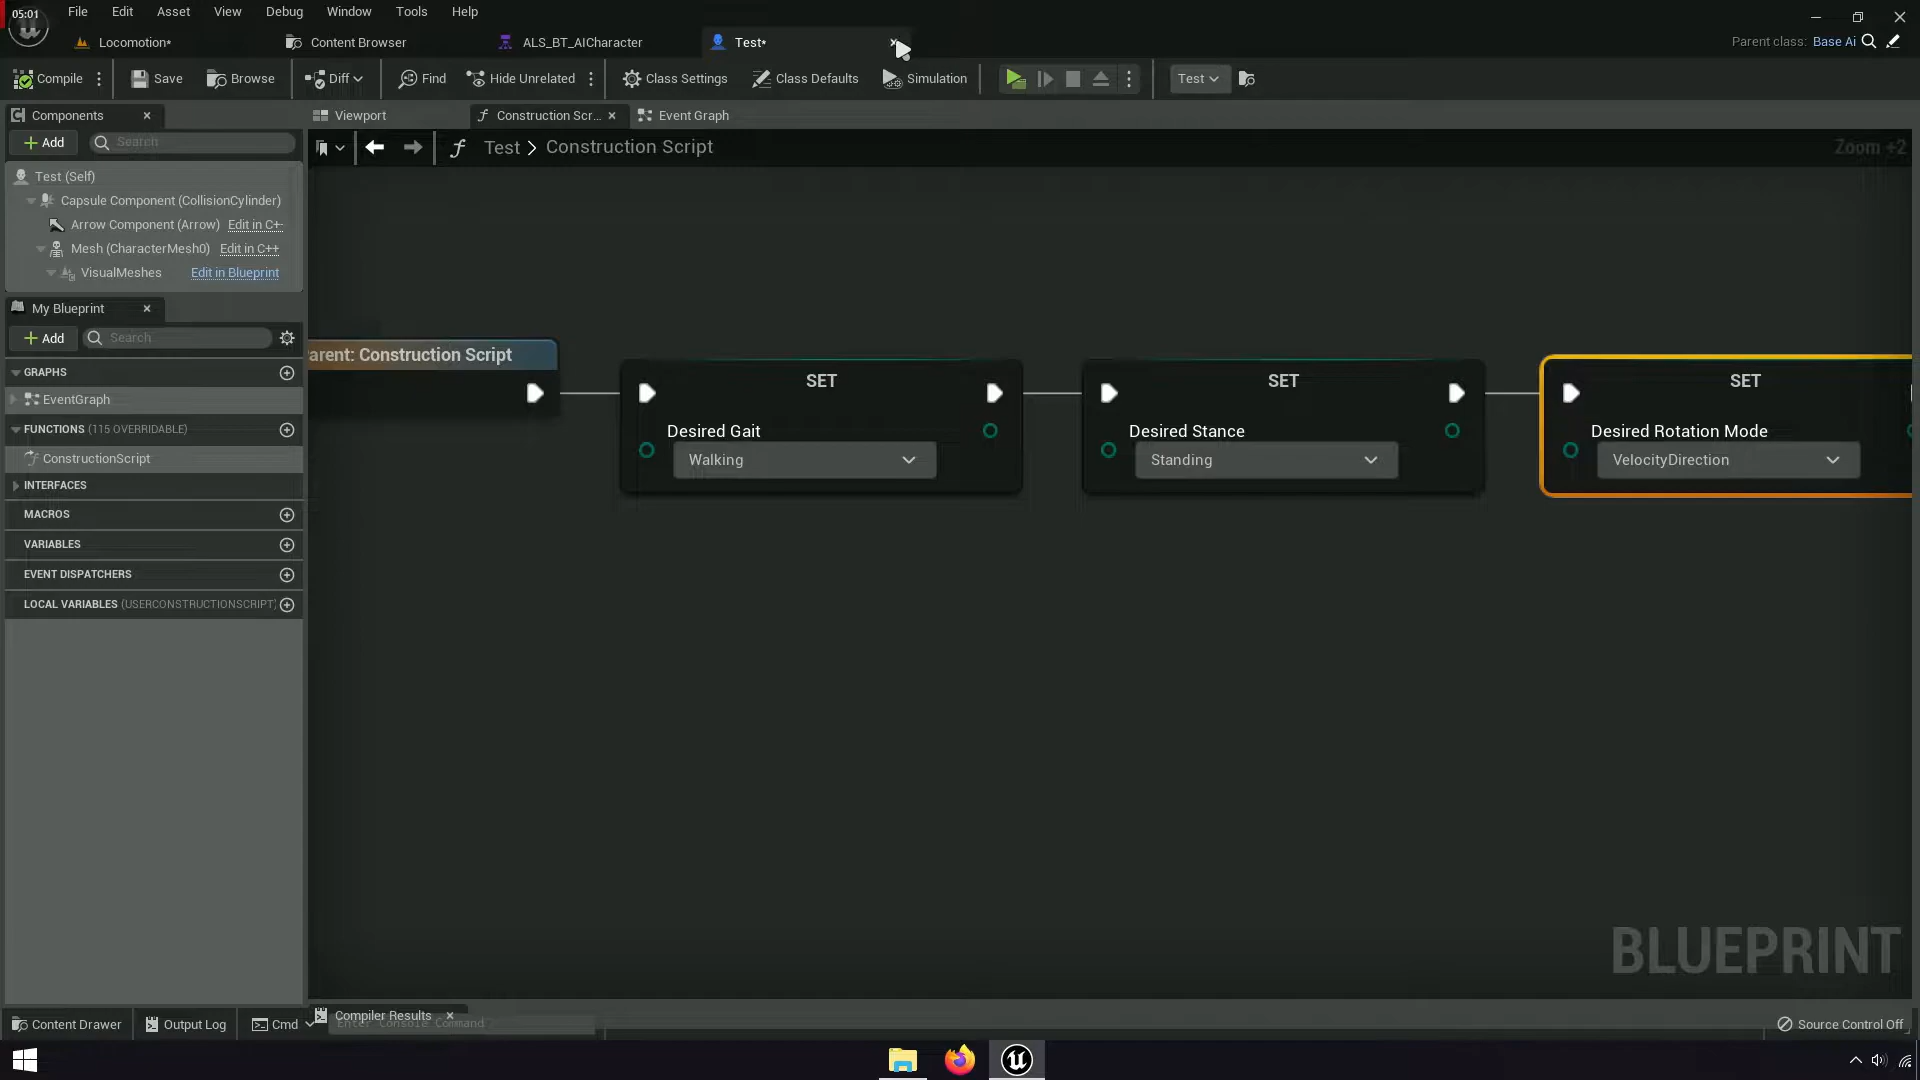 05:01
File Edit Asset View Debug Window Tools Help
Locomotion* Content Browser ALS_BT_AICharacter Test*
Parent class: Base Ai
Compile Save Browse Diff Find Hide Unrelated Class Settings Class Defaults Simulation Test
Components
Viewport Construction Scr... Event Graph
Add Search
Test > Construction Script
Zoom +2
Test (Self)
Capsule Component (CollisionCylinder)
Arrow Component (Arrow) Edit in C+
Mesh (CharacterMesh0) Edit in C++
VisualMeshes Edit in Blueprint
My Blueprint
Add Search
GRAPHS
EventGraph
FUNCTIONS (115 OVERRIDABLE)
ConstructionScript
INTERFACES
MACROS
VARIABLES
EVENT DISPATCHERS
LOCAL VARIABLES (USERCONSTRUCTIONSCRIPT)
arent: Construction Script
SET
Desired Gait
Walking
SET
Desired Stance
Standing
SET
Desired Rotation Mode
VelocityDirection
BLUEPRINT
Compiler Results
Content Drawer Output Log Cmd Enter Console Command
Source Control Off